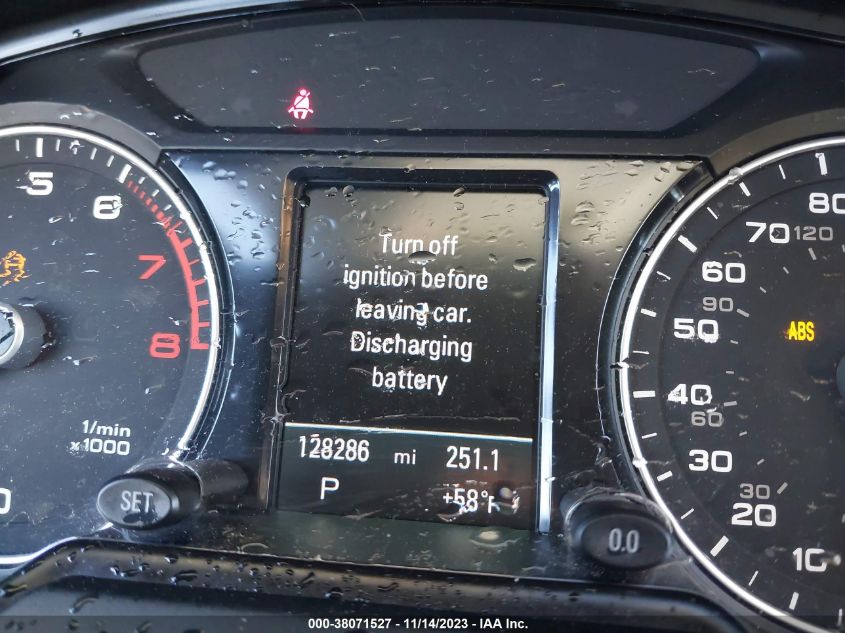 5
6
7
8
1/min
x1000
0
SET
Turn off
ignition before
leaving car.
Discharging
battery
128286 mi 251.1
P +58°F
0.0
80
70 120
60
90
50
ABS
40
60
30
30
20
10
000-38071527 - 11/14/2023 - IAA Inc.